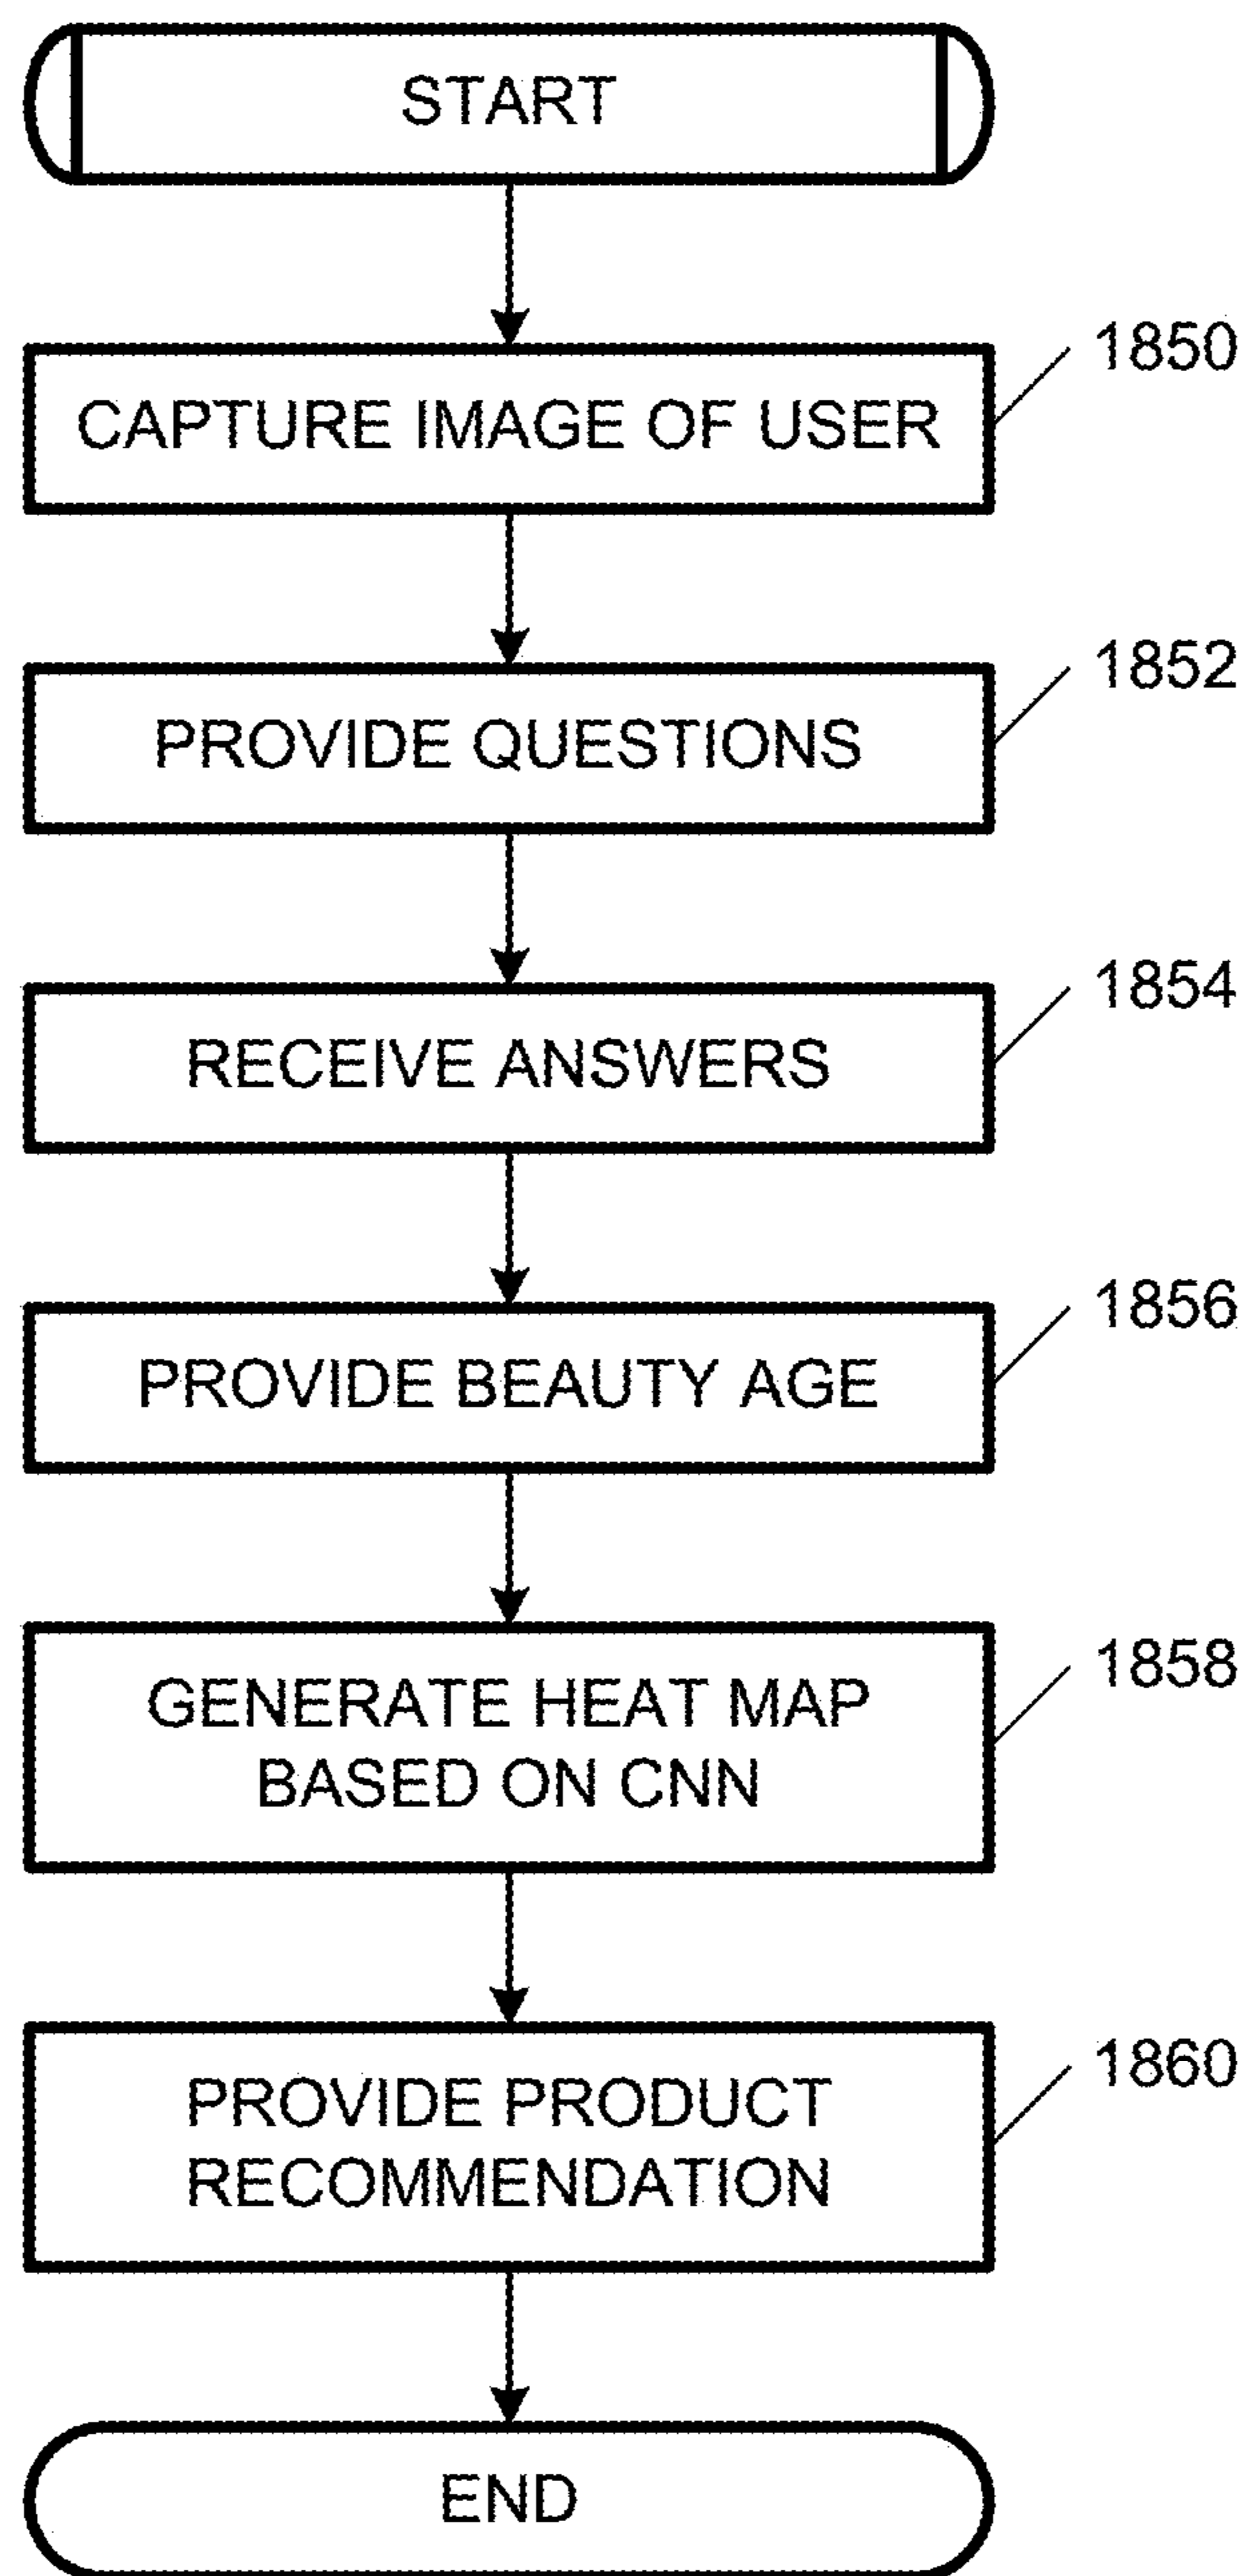 START
1850
CAPTURE IMAGE OF USER
1852
PROVIDE QUESTIONS
1854
RECEIVE ANSWERS
1856
PROVIDE BEAUTY AGE
1858
GENERATE HEAT MAP
BASED ON CNN
1860
PROVIDE PRODUCT
RECOMMENDATION
END